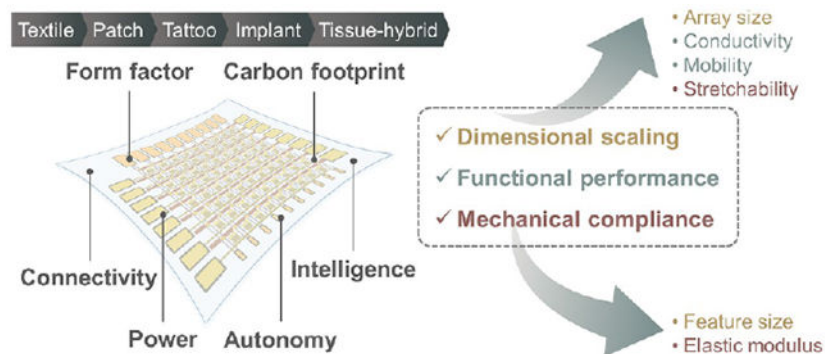 Textile Patch Tattoo Implant Tissue-hybrid
Form factor
Carbon footprint
Connectivity
Intelligence
Power
Autonomy
✓ Dimensional scaling
✓ Functional performance
✓ Mechanical compliance
• Array size
• Conductivity
• Mobility
• Stretchability
• Feature size
• Elastic modulus